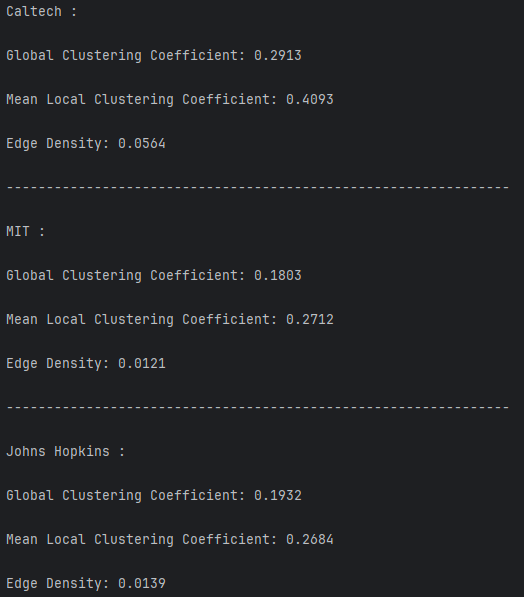 Caltech :
Global Clustering Coefficient: 0.2913
Mean Local Clustering Coefficient: 0.4093
Edge Density: 0.0564
---------------------------------------------------------------
MIT :
Global Clustering Coefficient: 0.1803
Mean Local Clustering Coefficient: 0.2712
Edge Density: 0.0121
---------------------------------------------------------------
Johns Hopkins :
Global Clustering Coefficient: 0.1932
Mean Local Clustering Coefficient: 0.2684
Edge Density: 0.0139